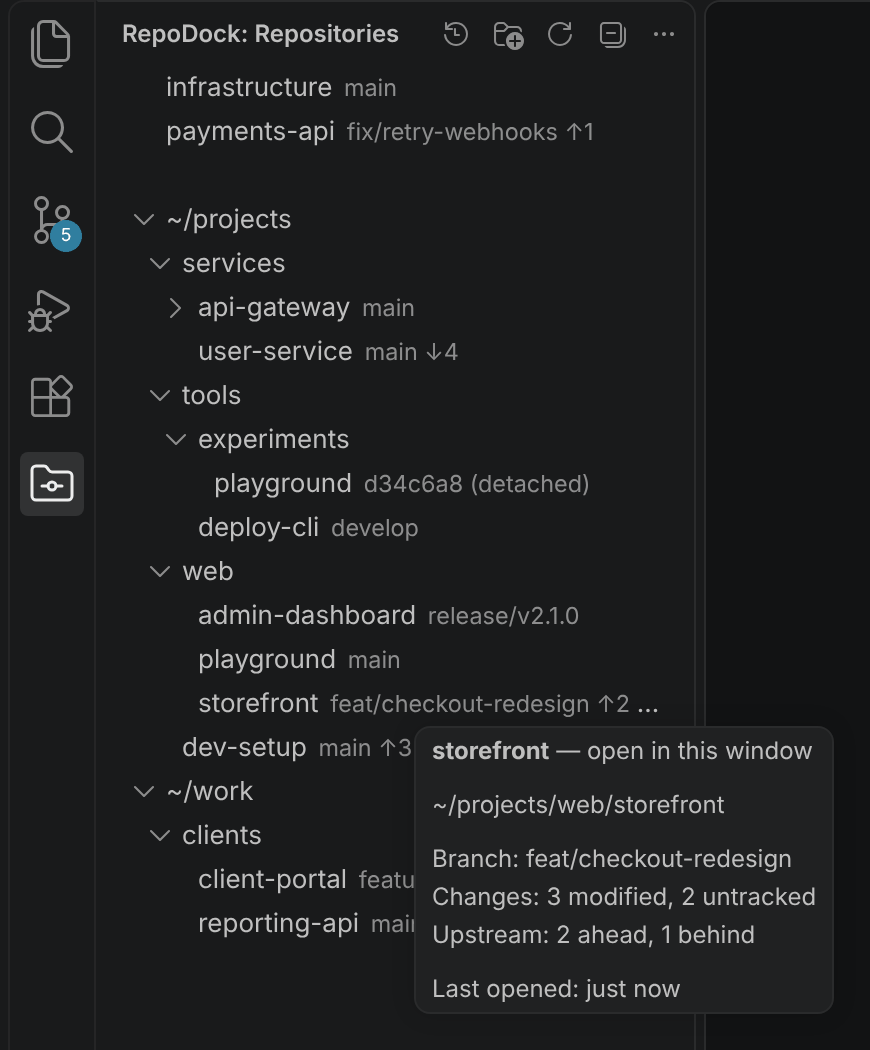 RepoDock: Repositories
infrastructure main
payments-api fix/retry-webhooks ↑1
5
~/projects
services
api-gateway main
user-service main ↓4
tools
experiments
playground d34c6a8 (detached)
deploy-cli develop
web
admin-dashboard release/v2.1.0
playground main
storefront feat/checkout-redesign ↑2 ...
dev-setup main ↑3
storefront — open in this window
~/projects/web/storefront
Branch: feat/checkout-redesign
Changes: 3 modified, 2 untracked
Upstream: 2 ahead, 1 behind
Last opened: just now
~/work
clients
client-portal
reporting-api